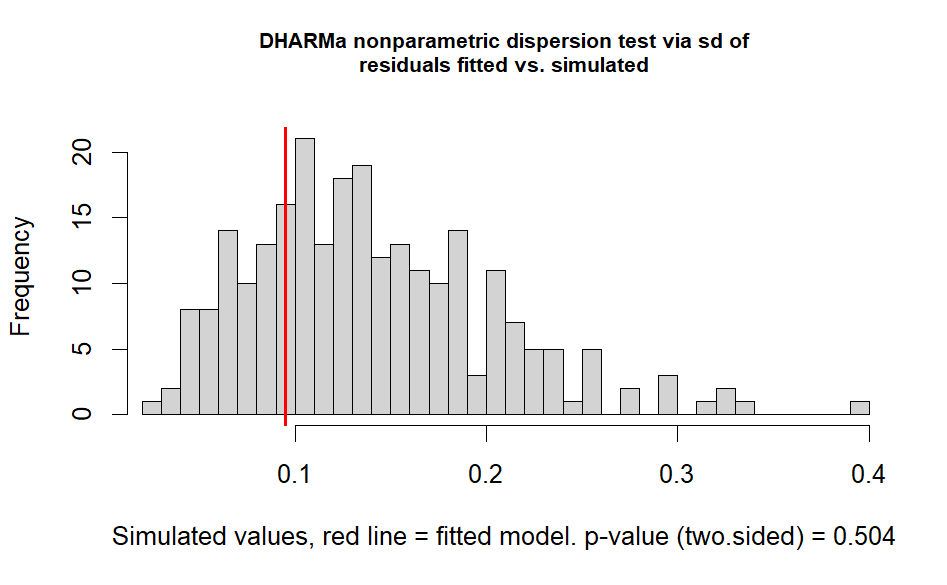 DHARMa nonparametric dispersion test via sd of
residuals fitted vs. simulated
Frequency
20
15
10
5
0
0.1 0.2 0.3 0.4
Simulated values, red line = fitted model. p-value (two.sided) = 0.504